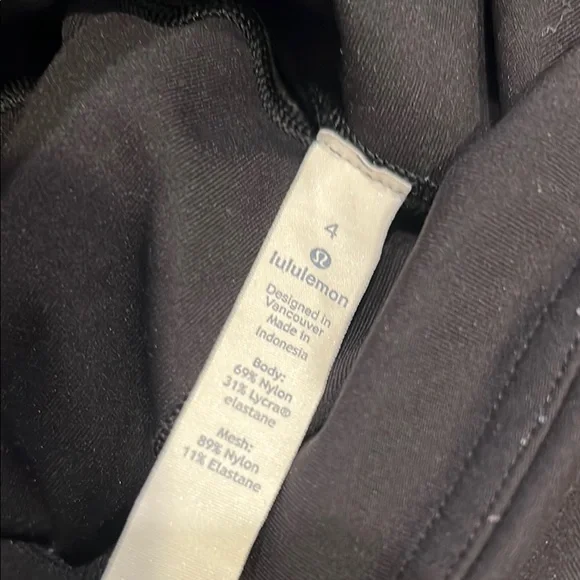 4
lululemon
Designed in
Vancouver
Made in
Indonesia
Body:
69% Nylon
31% Lycra®
elastane
Mesh:
89% Nylon
11% Elastane